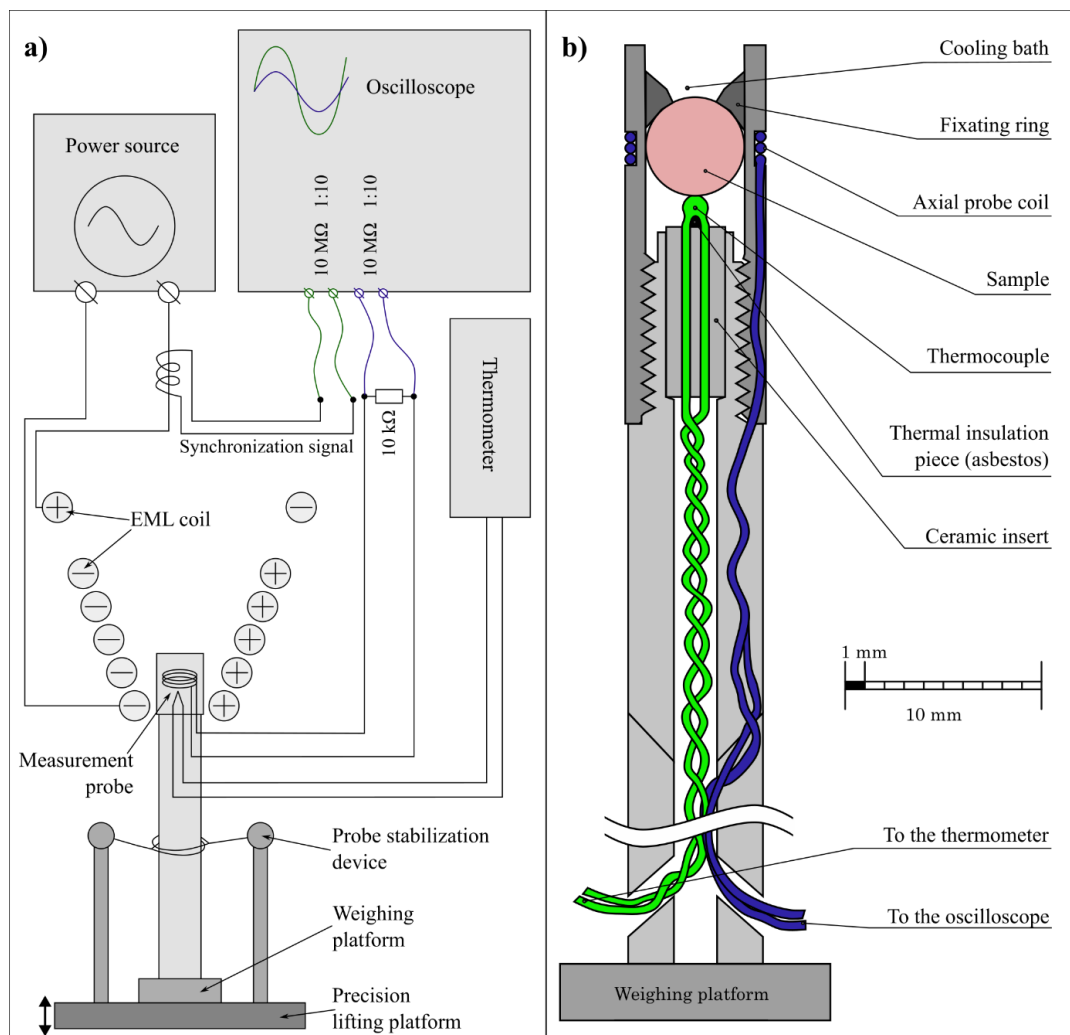 a)
Oscilloscope
Power source
10 MΩ 1:10
10 MΩ 1:10
Thermometer
10 kΩ
Synchronization signal
EML coil
Measurement
probe
Probe stabilization
device
Weighing
platform
Precision
lifting platform
b)
Cooling bath
Fixating ring
Axial probe coil
Sample
Thermocouple
Thermal insulation
piece (asbestos)
Ceramic insert
1 mm
10 mm
To the thermometer
To the oscilloscope
Weighing platform